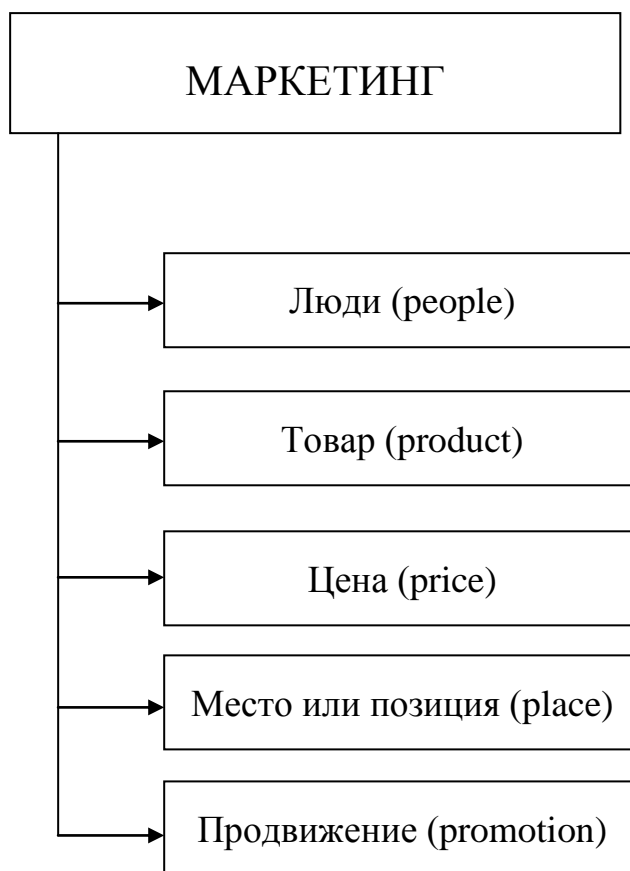 МАРКЕТИНГ
Люди (people)
Товар (product)
Цена (price)
Место или позиция (place)
Продвижение (promotion)